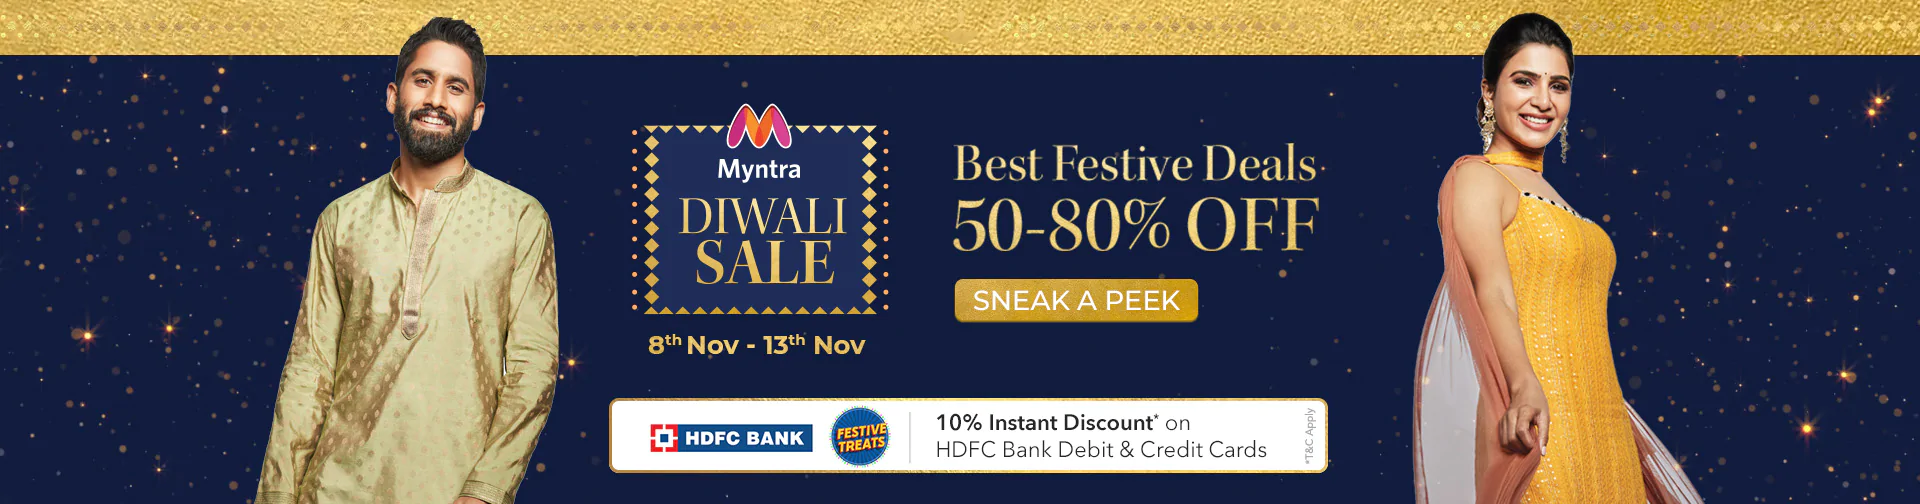 Myntra
DIWALI
SALE
8th Nov - 13th Nov
Best Festive Deals
50-80% OFF
SNEAK A PEEK
HDFC BANK
FESTIVE
TREATS
10% Instant Discount* on
HDFC Bank Debit & Credit Cards
*T&C Apply